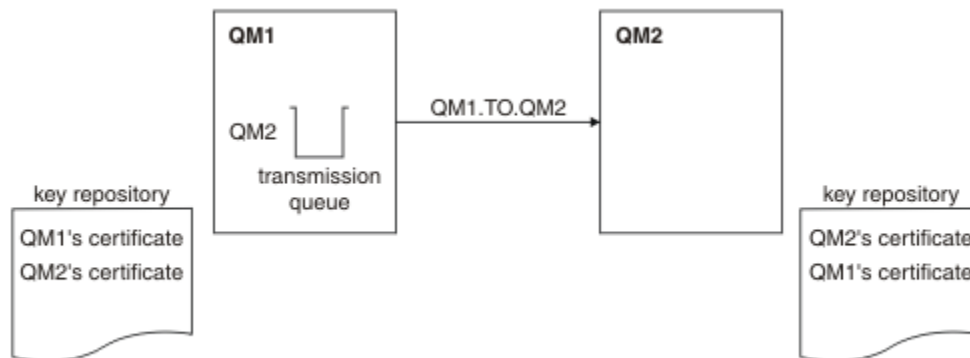 QM1
QM2
QM1.TO.QM2
QM2
transmission
queue
key repository
QM1's certificate
QM2's certificate
key repository
QM2's certificate
QM1's certificate